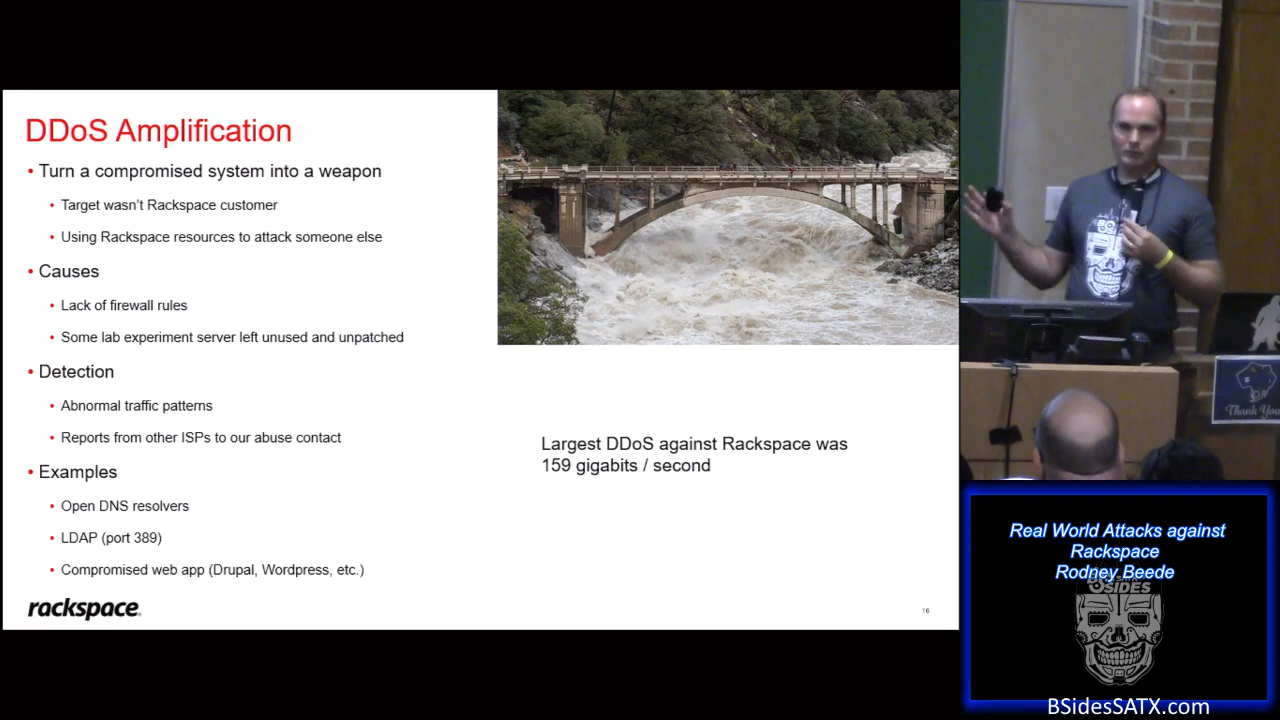 DDoS Amplification
• Turn a compromised system into a weapon
• Target wasn't Rackspace customer
• Using Rackspace resources to attack someone else
• Causes
• Lack of firewall rules
• Some lab experiment server left unused and unpatched
• Detection
• Abnormal traffic patterns
• Reports from other ISPs to our abuse contact
• Examples
• Open DNS resolvers
• LDAP (port 389)
• Compromised web app (Drupal, Wordpress, etc.)
Largest DDoS against Rackspace was
159 gigabits / second
rackspace
16
Thank You
Real World Attacks against
Rackspace
Rodney Beede
BSIDES
BSidesSATX.com